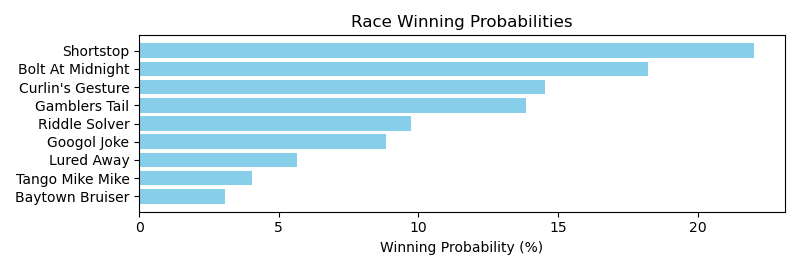 Race Winning Probabilities
Shortstop
Bolt At Midnight
Curlin's Gesture
Gamblers Tail
Riddle Solver
Googol Joke
Lured Away
Tango Mike Mike
Baytown Bruiser
0 5 10 15 20
Winning Probability (%)